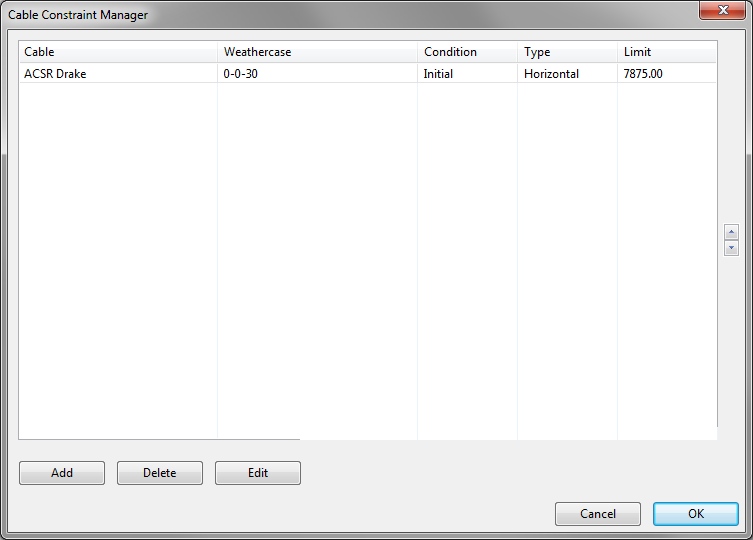 Cable Constraint Manager
Cable Weathercase Condition Type Limit
ACSR Drake 0-0-30 Initial Horizontal 7875.00
Add Delete Edit
Cancel OK